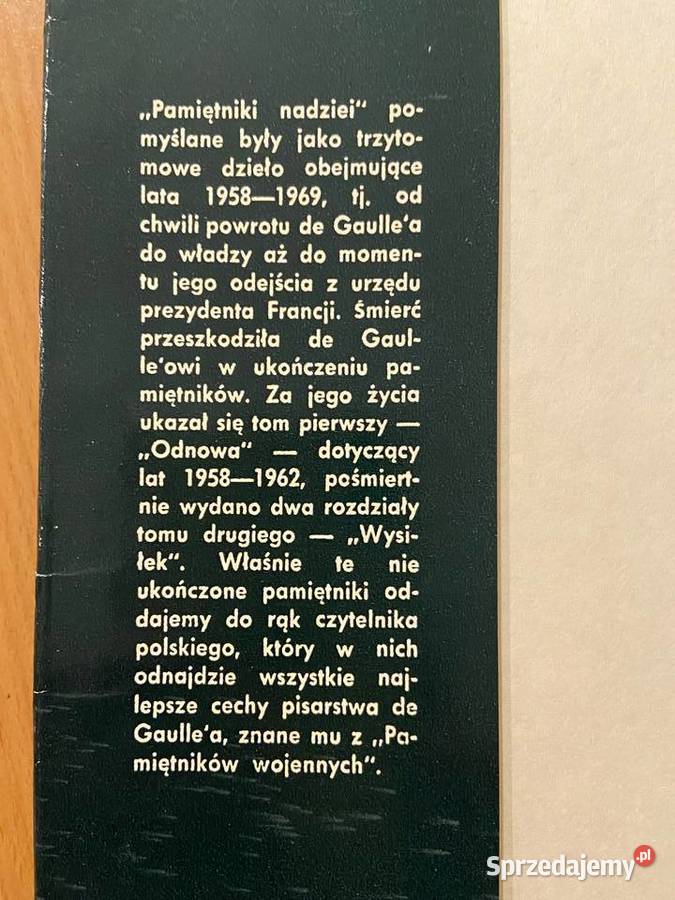 „Pamiętniki nadziei" po-
myślane były jako trzyto-
mowe dzieło obejmujące
lata 1958—1969, tj. od
chwili powrotu de Gaulle'a
do władzy aż do momen-
tu jego odejścia z urzędu
prezydenta Francji. Śmierć
przeszkodziła de Gaul-
le'owi w ukończeniu pa-
miętników. Za jego życia
ukazał się tom pierwszy —
„Odnowa" — dotyczący
lat 1958—1962, pośmiert-
nie wydano dwa rozdziały
tomu drugiego — „Wysi-
łek". Właśnie te nie
ukończone pamiętniki od-
dajemy do rąk czytelnika
polskiego, który w nich
odnajdzie wszystkie naj-
lepsze cechy pisarstwa de
Gaulle'a, znane mu z „Pa-
miętników wojennych".
Sprzedajemy.pl